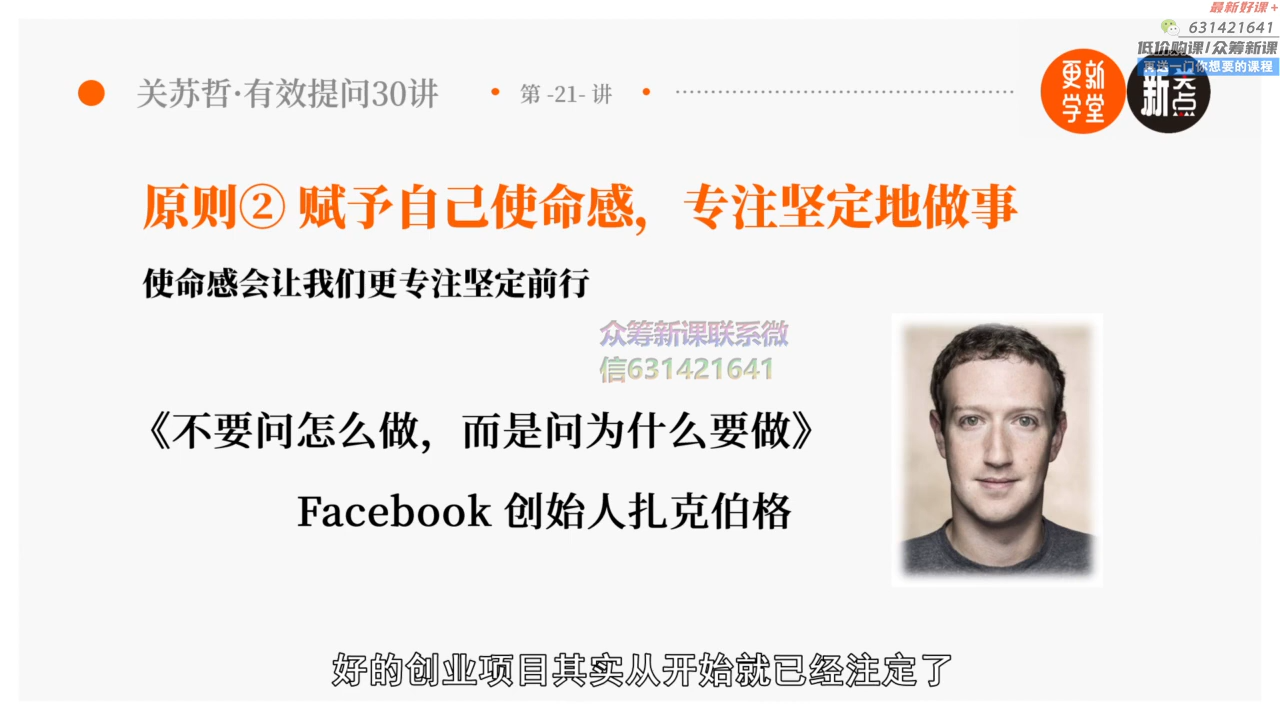 最新好课+
631421641
低价购课/众筹新课
再送一门你想要的课程
关苏哲·有效提问30讲
第 -21- 讲
更新
学堂
新关点
原则② 赋予自己使命感，专注坚定地做事
使命感会让我们更专注坚定前行
众筹新课联系微
信631421641
《不要问怎么做，而是问为什么要做》
Facebook 创始人扎克伯格
好的创业项目其实从开始就已经注定了